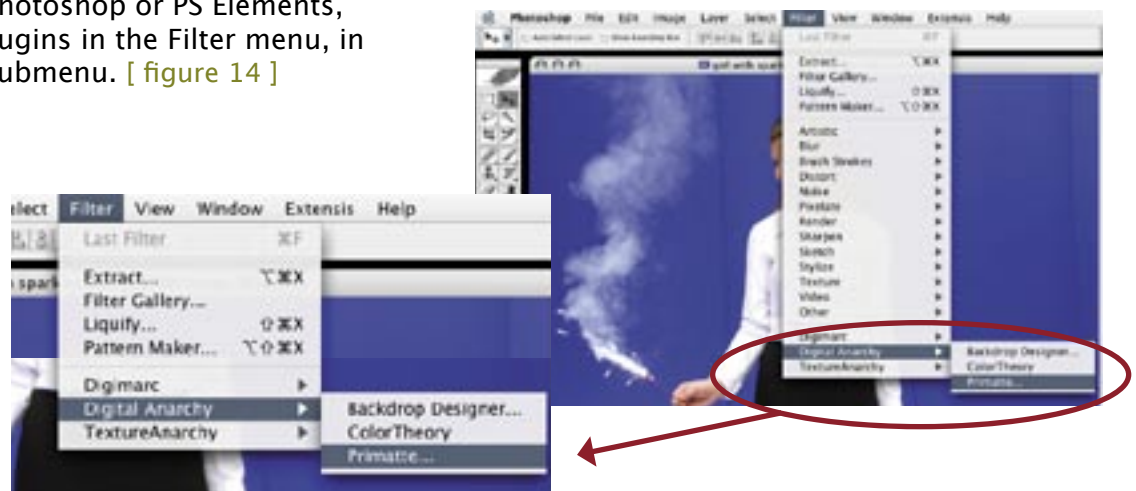 hotoshop or PS Elements,
ugins in the Filter menu, in
ubmenu. [ figure 14 ]
Photoshop File Edit Image Layer Select Filter View Window Extensis Help
Last Filter ⌘F
Extract... ⌥⌘X
Filter Gallery...
Liquify... ⇧⌘X
Pattern Maker... ⌥⇧⌘X
Artistic
Blur
Brush Strokes
Distort
Noise
Pixelate
Render
Sharpen
Sketch
Stylize
Texture
Video
Other
Digimarc
Digital Anarchy
TextureAnarchy
Backdrop Designer...
ColorTheory
Primatte...
elect Filter View Window Extensis Help
Last Filter ⌘F
spark
Extract... ⌥⌘X
Filter Gallery...
Liquify... ⇧⌘X
Pattern Maker... ⌥⇧⌘X
Digimarc
Digital Anarchy
TextureAnarchy
Backdrop Designer...
ColorTheory
Primatte...